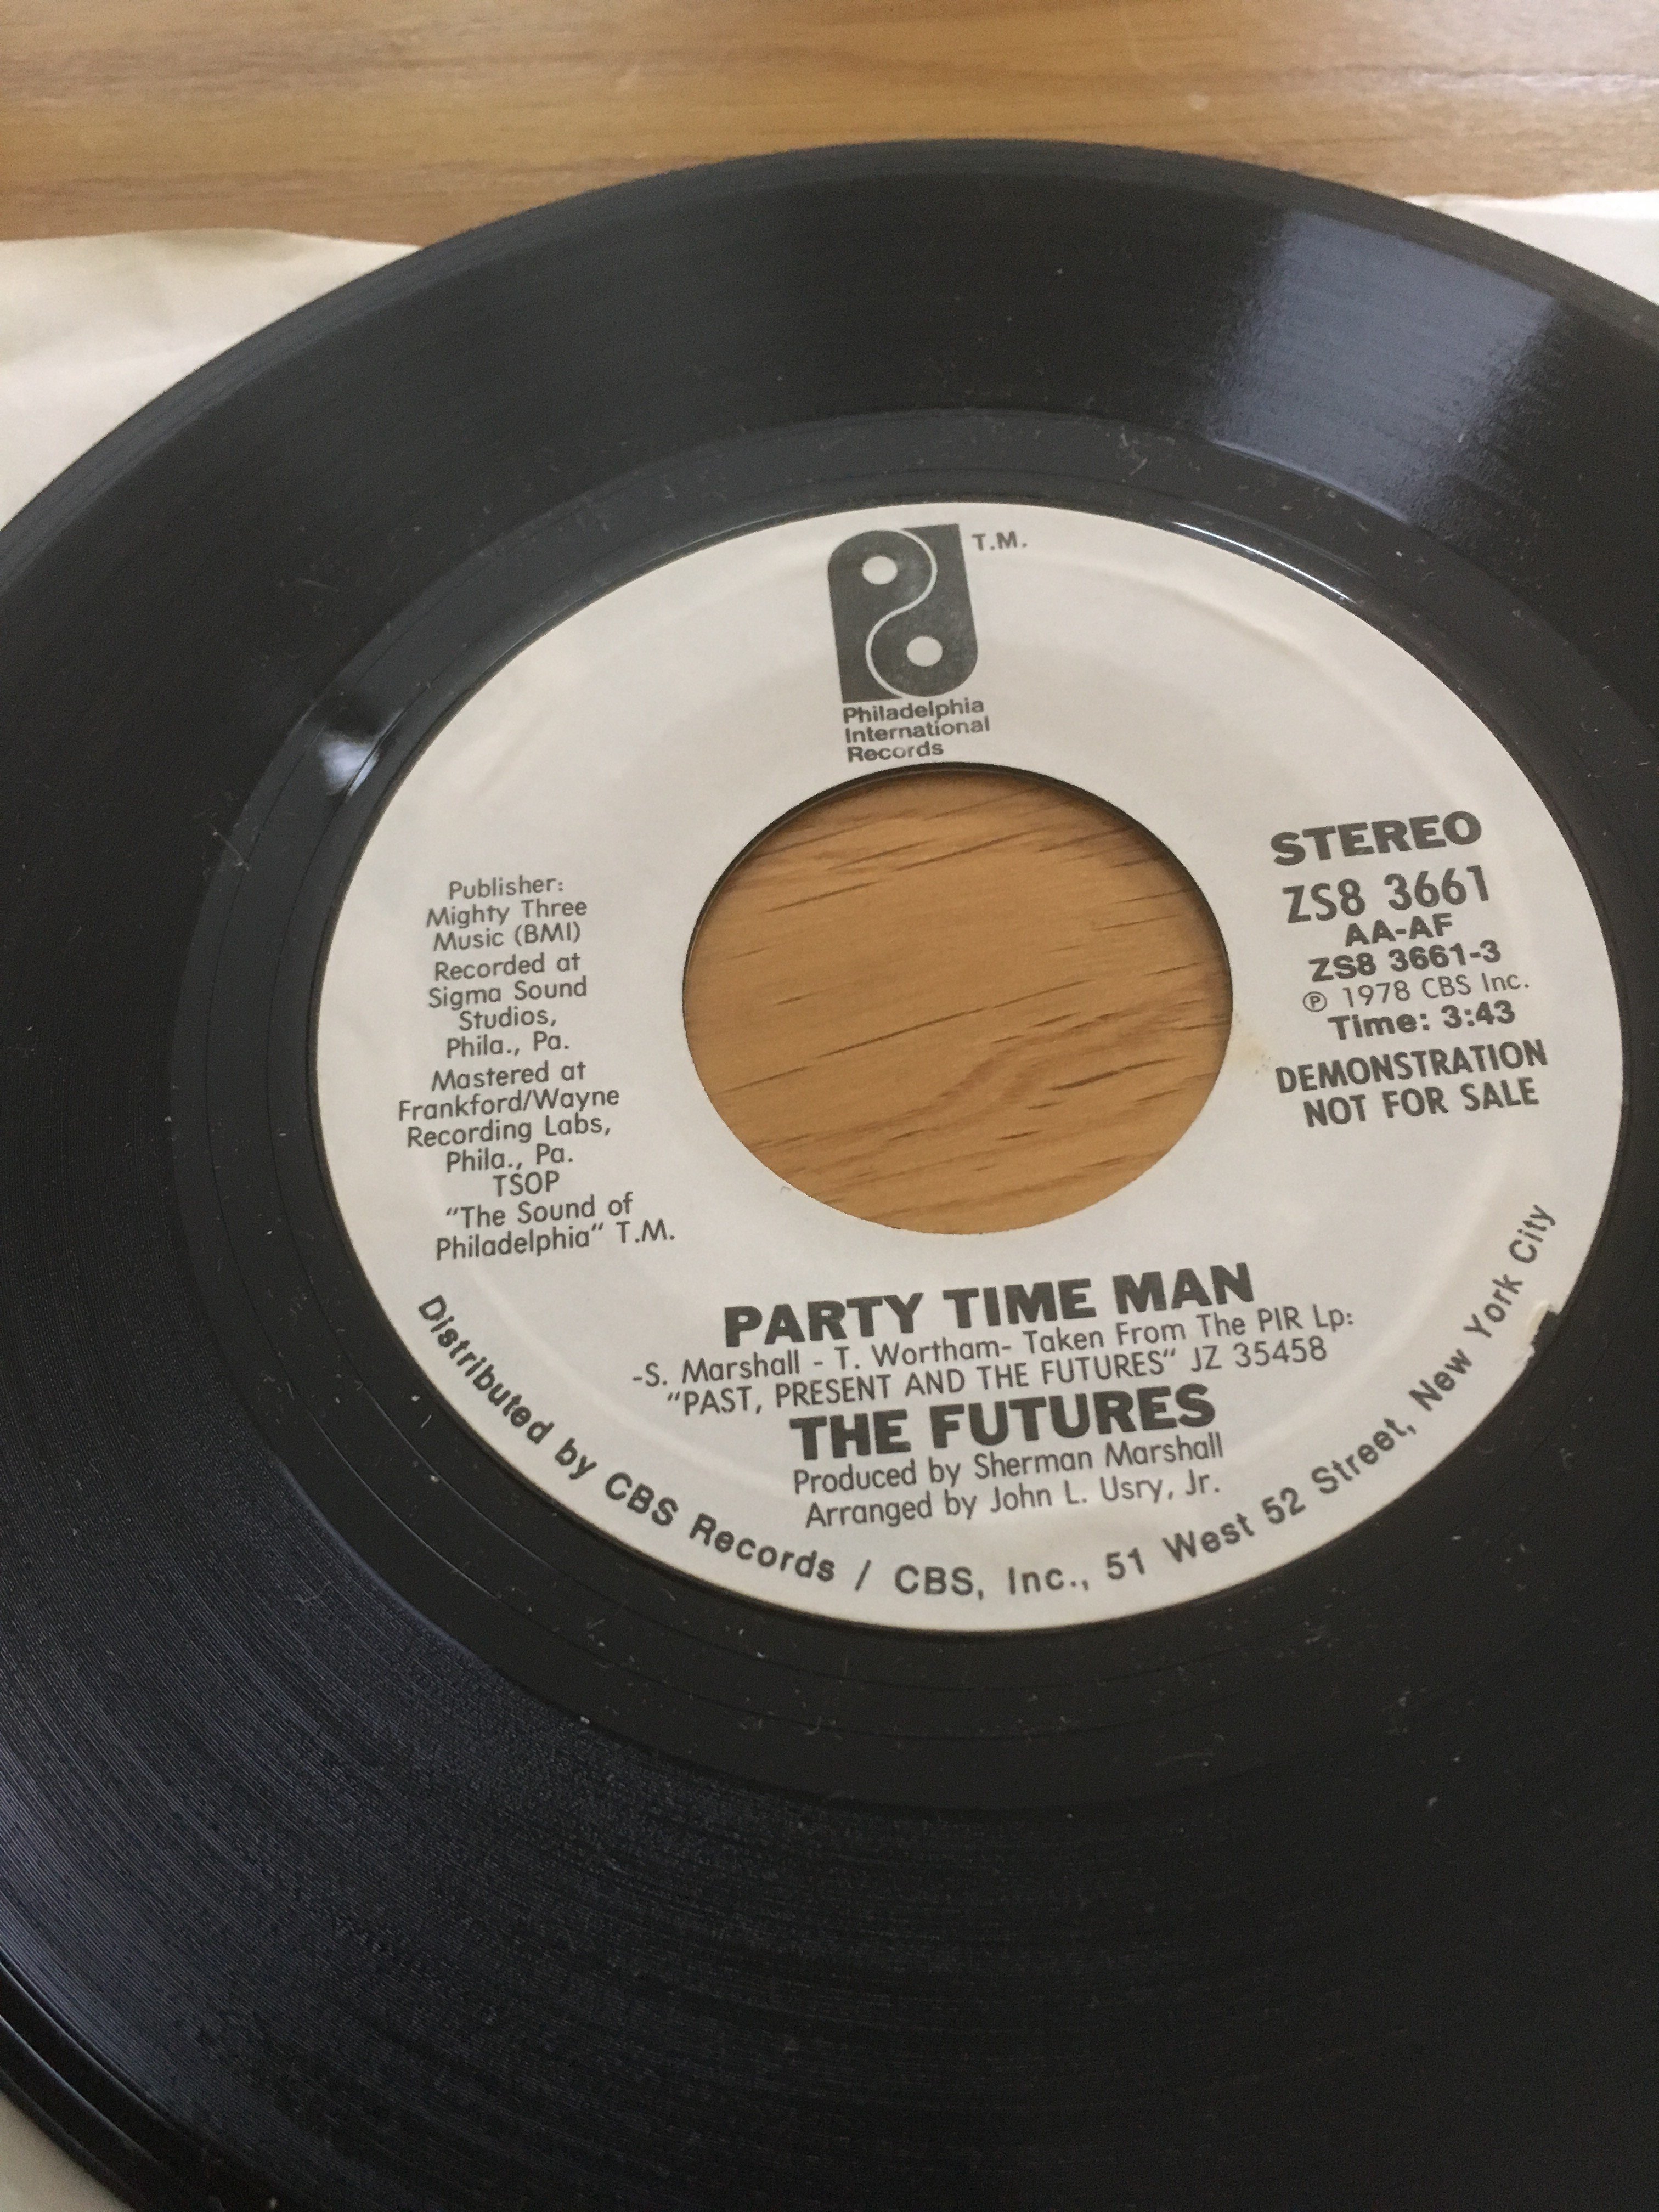 T.M.
Philadelphia
International
Records
STEREO
ZS8 3661
AA-AF
ZS8 3661-3
℗ 1978 CBS Inc.
Time: 3:43
DEMONSTRATION
NOT FOR SALE
Publisher:
Mighty Three
Music (BMI)
Recorded at
Sigma Sound
Studios,
Phila., Pa.
Mastered at
Frankford/Wayne
Recording Labs,
Phila., Pa.
TSOP
"The Sound of
Philadelphia" T.M.
PARTY TIME MAN
-S. Marshall - T. Wortham- Taken From The PIR Lp:
"PAST, PRESENT AND THE FUTURES" JZ 35458
THE FUTURES
Produced by Sherman Marshall
Arranged by John L. Usry, Jr.
Distributed by CBS Records / CBS, Inc., 51 West 52 Street, New York City